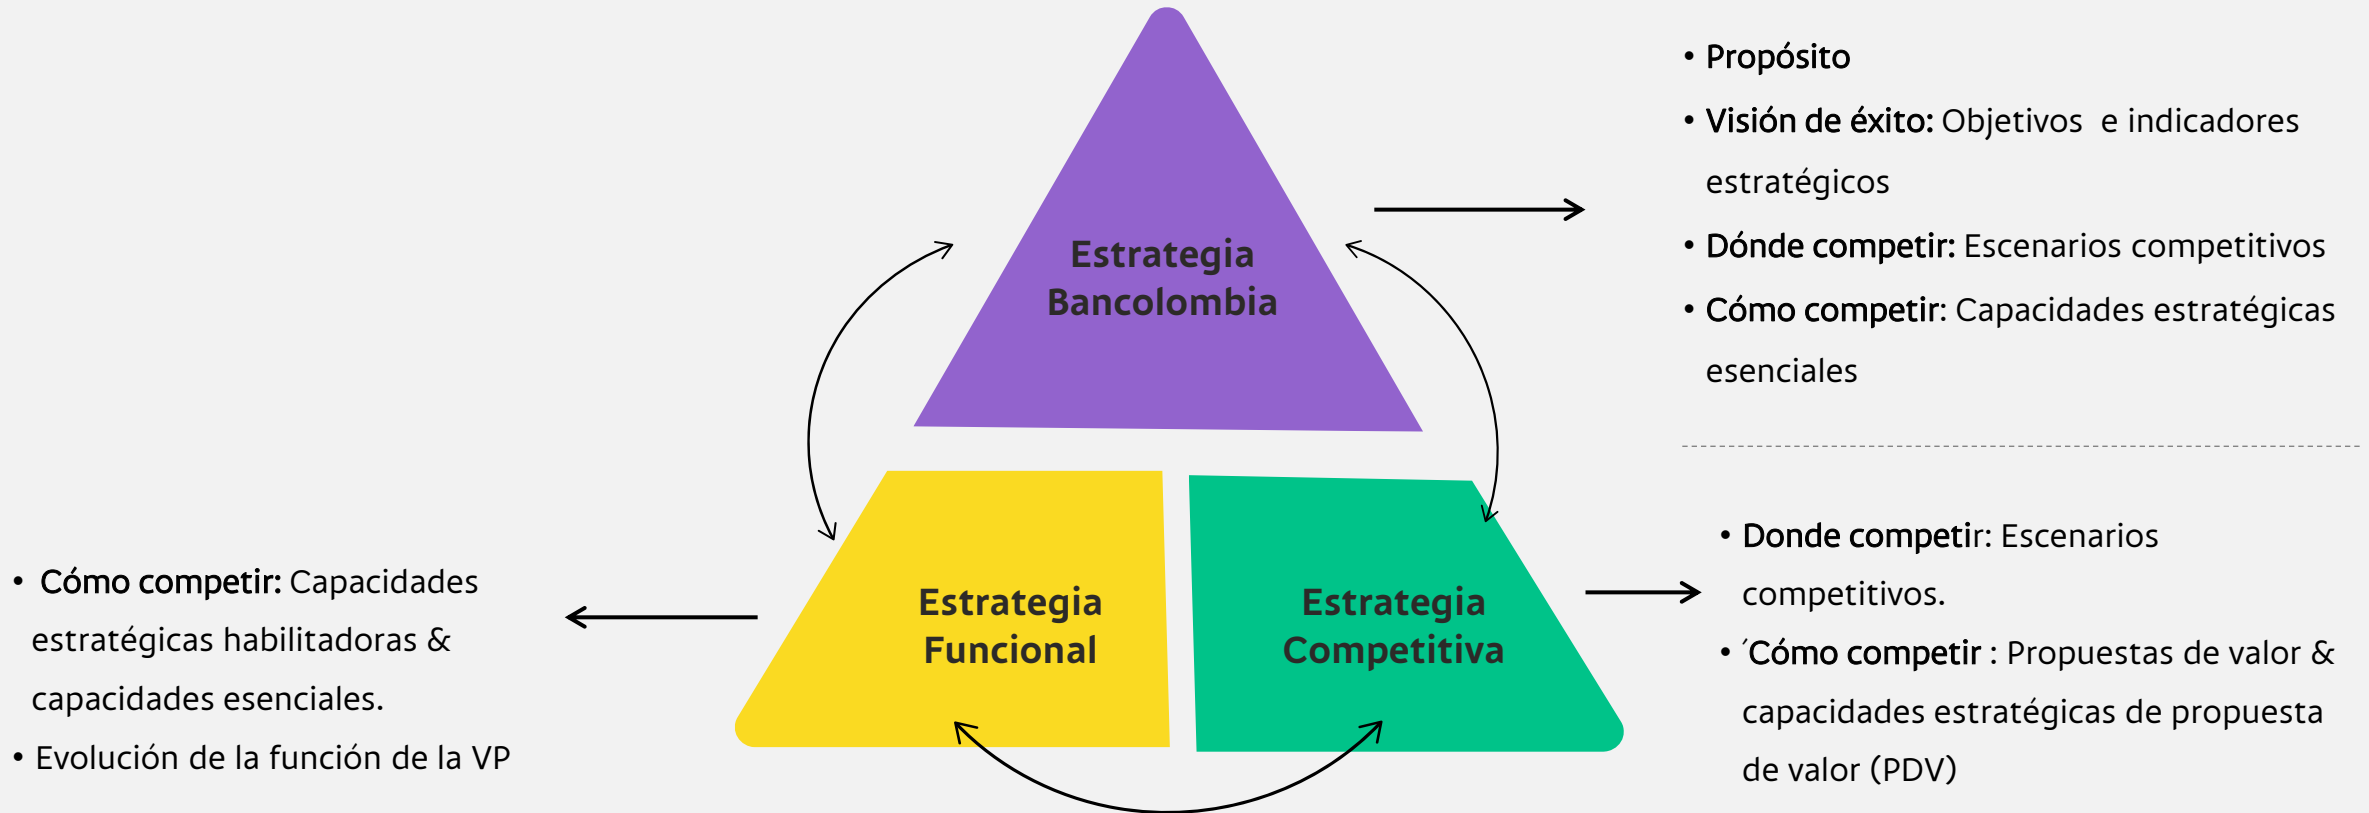 • Propósito
• Visión de éxito: Objetivos  e indicadores
estratégicos
• Dónde competir: Escenarios competitivos
• Cómo competir: Capacidades estratégicas
esenciales
Estrategia
Bancolombia
• Donde competir: Escenarios
competitivos.
• ´Cómo competir : Propuestas de valor &
capacidades estratégicas de propuesta
de valor (PDV)
Estrategia
Funcional
Estrategia
Competitiva
• Cómo competir: Capacidades
estratégicas habilitadoras &
capacidades esenciales.
• Evolución de la función de la VP